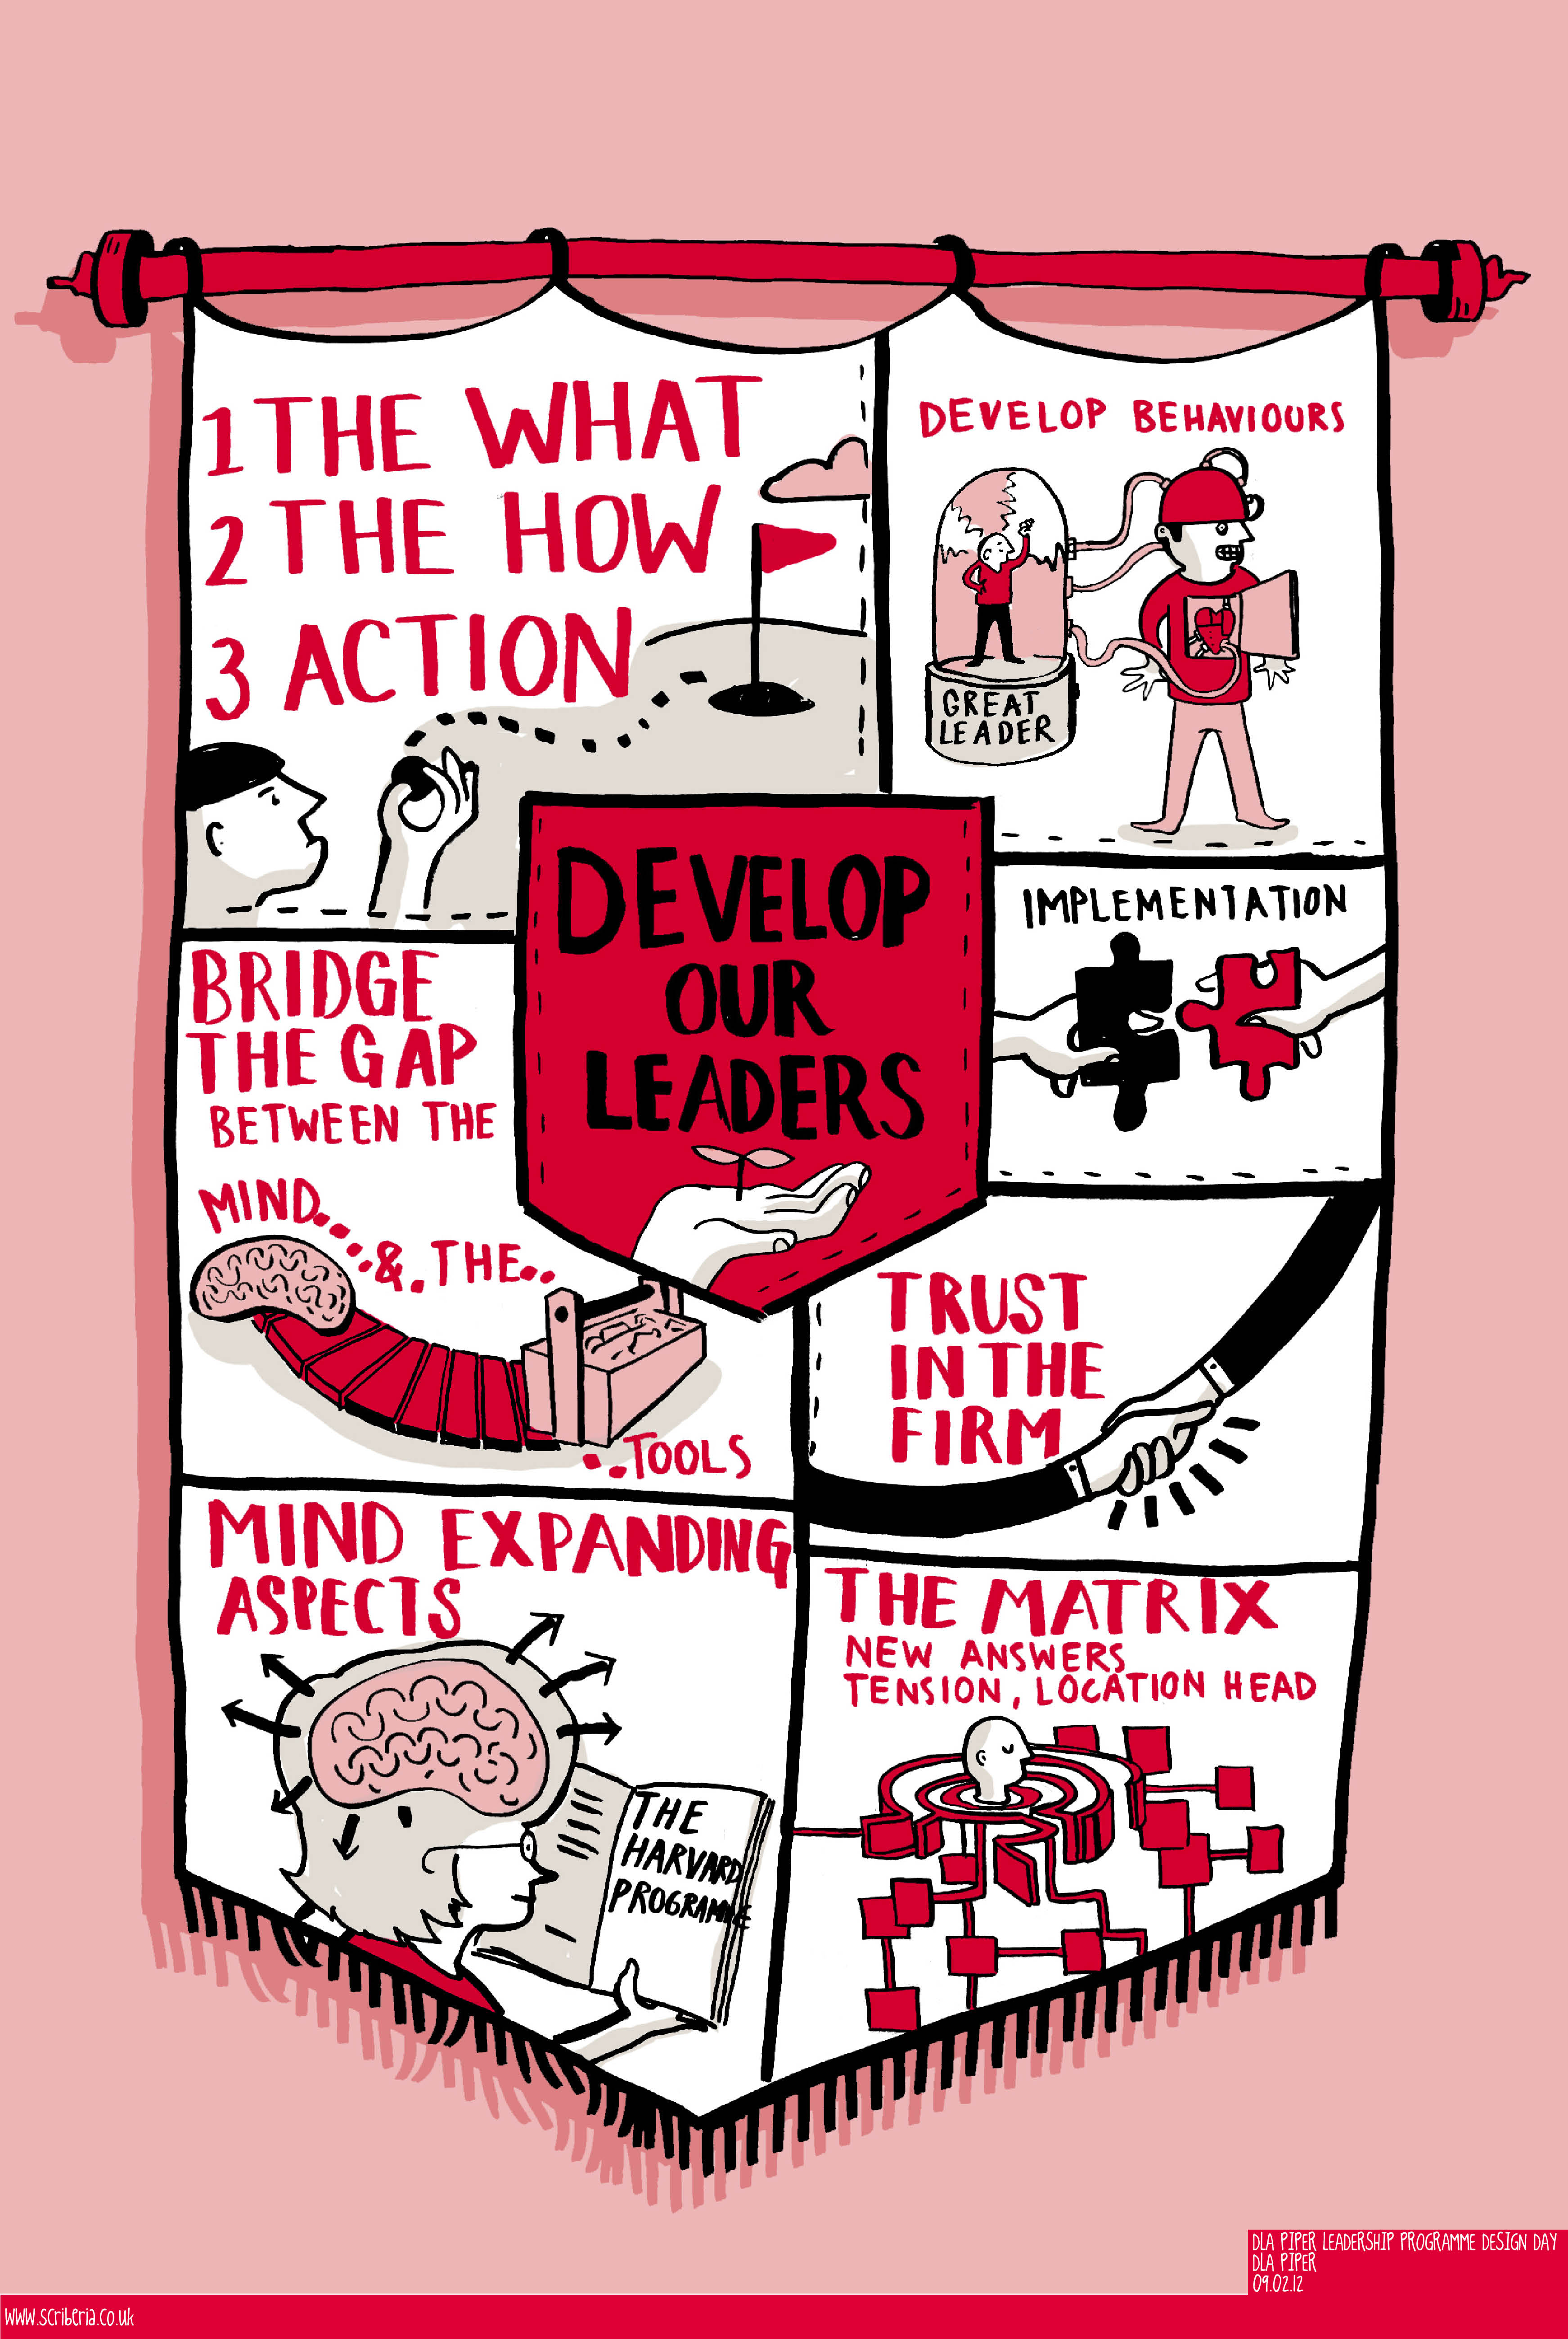 1 THE WHAT
2 THE HOW
3 ACTION
DEVELOP BEHAVIOURS
GREAT
LEADER
DEVELOP
OUR
LEADERS
IMPLEMENTATION
BRIDGE
THE GAP
BETWEEN THE
MIND...
& . THE..
..TOOLS
TRUST
IN THE
FIRM
MIND EXPANDING
ASPECTS
THE
HARVARD
PROGRAMME
THE MATRIX
NEW ANSWERS
TENSION, LOCATION HEAD
DLA PIPER LEADERSHIP PROGRAMME DESIGN DAY
DLA PIPER
09.02.12
www.scriberia.co.uk